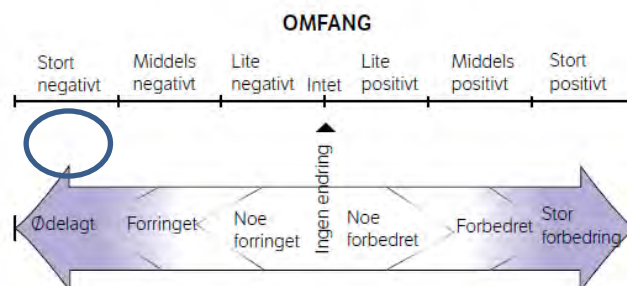 OMFANG
Stort Middels Lite Lite Middels Stort
negativt negativt negativt Intet positivt positivt positivt
Ingen endring
Ødelagt Forringet Noe Noe Forbedret Stor
forringet forbedret forbedring